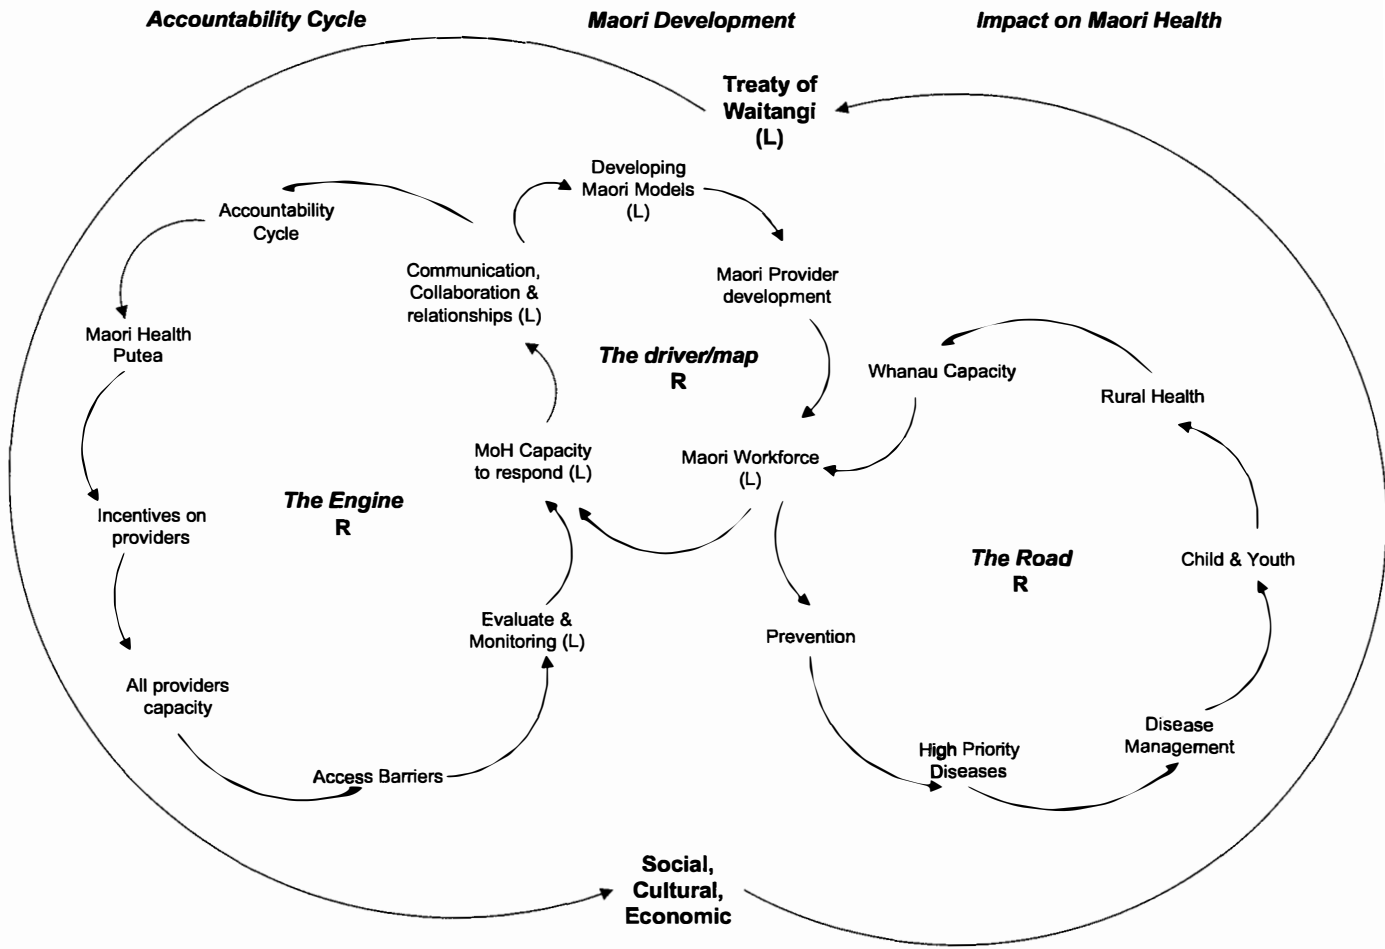 Accountability Cycle
Maori Development
Impact on Maori Health
Treaty of
Waitangi
(L)
Developing
Maori Models
(L)
Accountability
Cycle
Communication,
Collaboration &
relationships (L)
Maori Provider
development
Maori Health
Putea
The driver/map
R
Whanau Capacity
Rural Health
MoH Capacity
to respond (L)
Maori Workforce
(L)
The Engine
R
Incentives on
providers
The Road
R
Child & Youth
Evaluate &
Monitoring (L)
Prevention
All providers
capacity
Access Barriers
High Priority
Diseases
Disease
Management
Social,
Cultural,
Economic